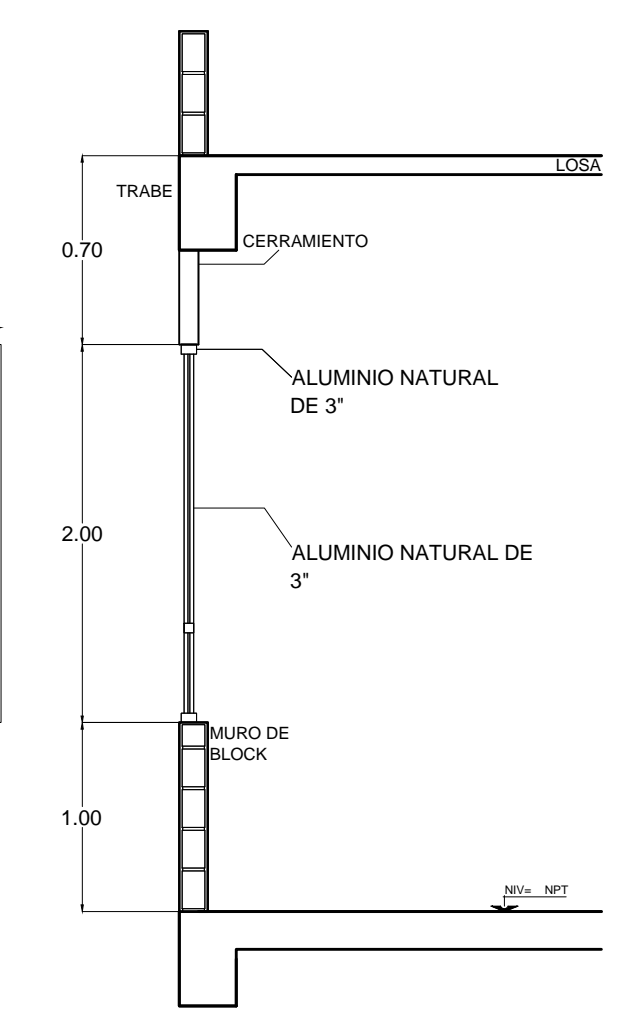 LOSA
TRABE
CERRAMIENTO
0.70
ALUMINIO NATURAL
DE 3"
2.00
ALUMINIO NATURAL DE
3"
MURO DE
BLOCK
1.00
NIV= NPT